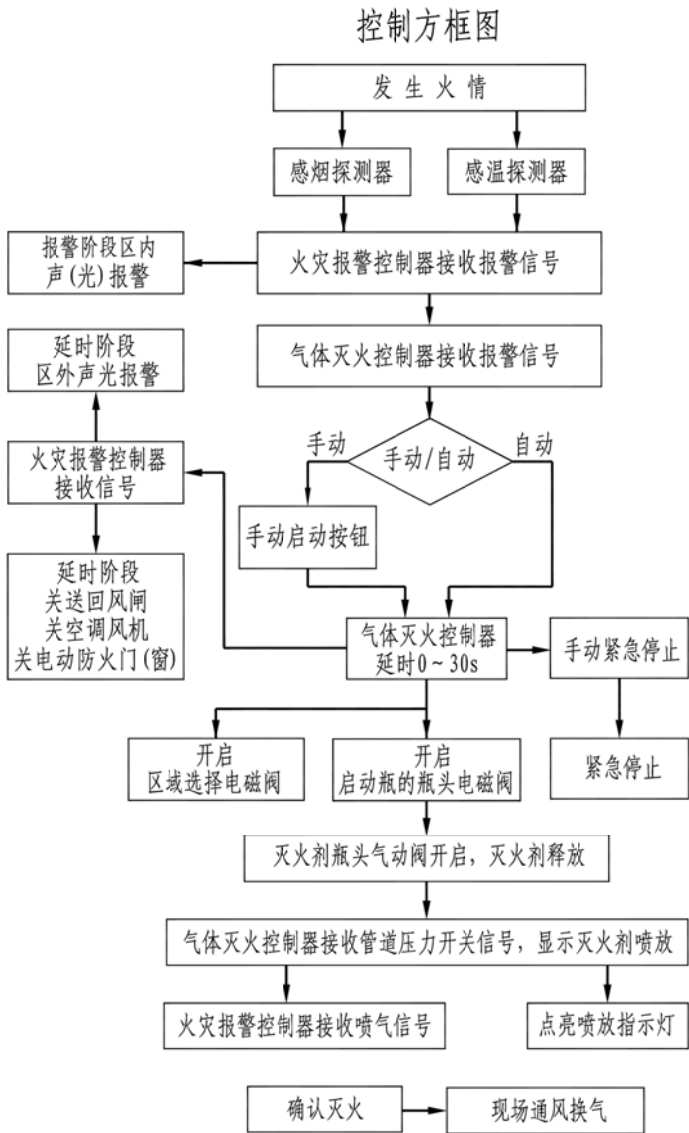 控制方框图
发生火情
感烟探测器
感温探测器
报警阶段区内
声(光)报警
火灾报警控制器接收报警信号
延时阶段
区外声光报警
气体灭火控制器接收报警信号
手动
手动/自动
自动
火灾报警控制器
接收信号
手动启动按钮
延时阶段
关送回风闸
关空调风机
关电动防火门(窗)
气体灭火控制器
延时0~30s
手动紧急停止
开启
区域选择电磁阀
开启
启动瓶的瓶头电磁阀
紧急停止
灭火剂瓶头气动阀开启，灭火剂释放
气体灭火控制器接收管道压力开关信号，显示灭火剂喷放
火灾报警控制器接收喷气信号
点亮喷放指示灯
确认灭火
现场通风换气